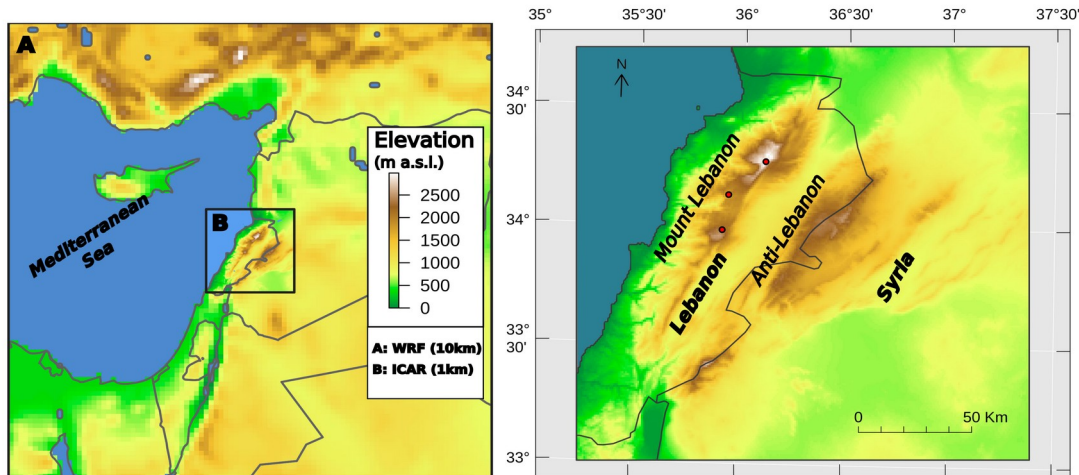 A
Mediterranean
Sea
B
Elevation
(m a.s.l.)
2500
2000
1500
1000
500
0
A: WRF (10km)
B: ICAR (1km)
35°
35°30'
36°
36°30'
37°
37°30'
34°
30'
34°
33°
30'
33°
N
Mount Lebanon
Lebanon
Anti-Lebanon
Syria
0
50 Km